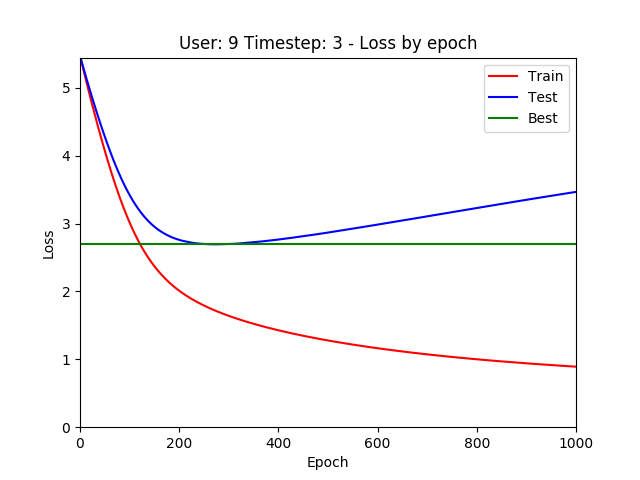 User: 9 Timestep: 3 - Loss by epoch
Train
Test
Best
Loss
5
4
3
2
1
0
0 200 400 600 800 1000
Epoch